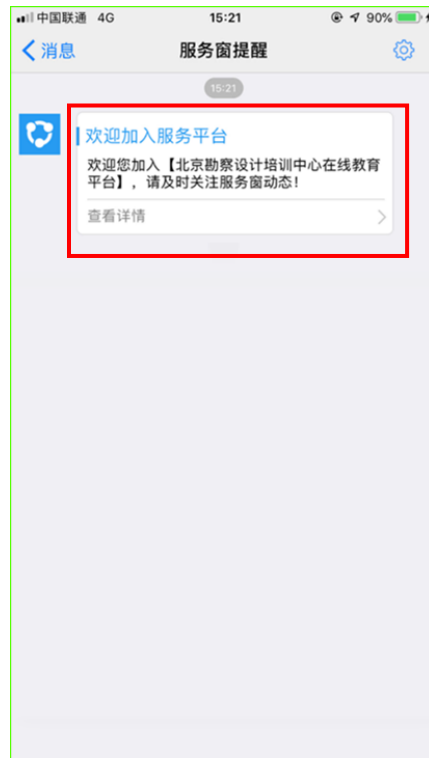 中国联通 4G 15:21 90%
消息 服务窗提醒
15:21
欢迎加入服务平台
欢迎您加入【北京勘察设计培训中心在线教育
平台】，请及时关注服务窗动态！
查看详情